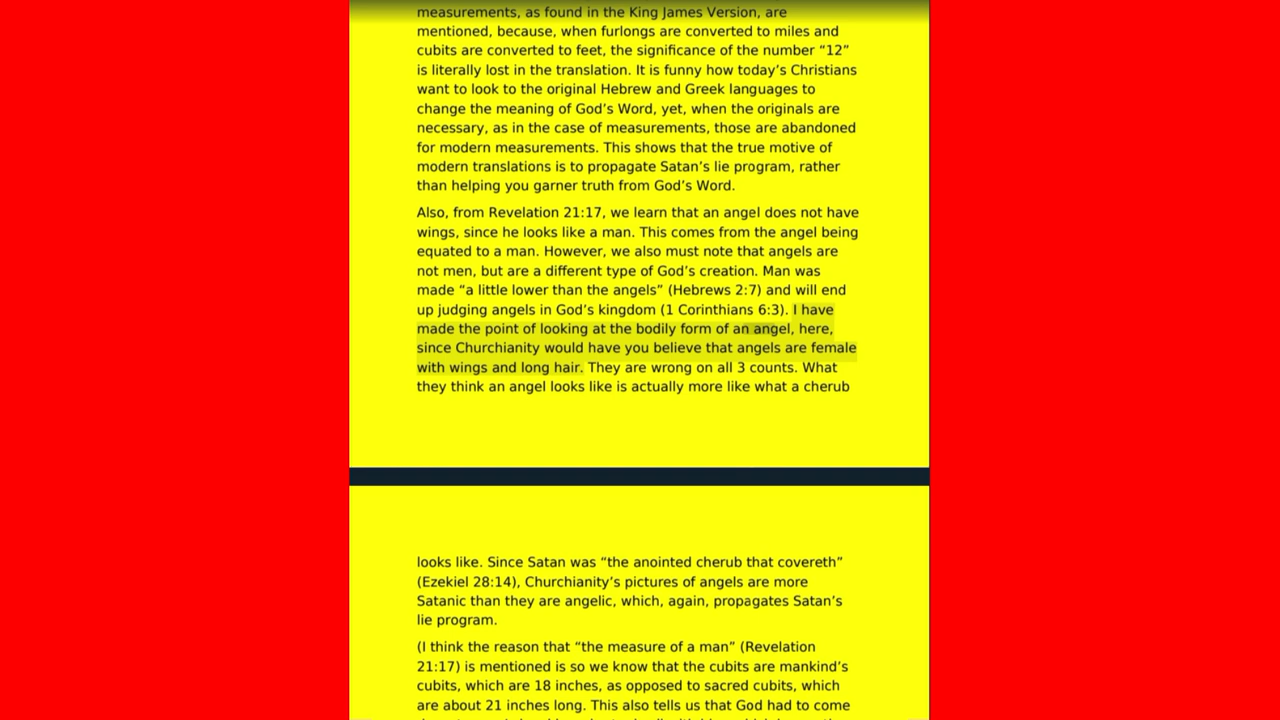 measurements, as found in the King James Version, are
mentioned, because, when furlongs are converted to miles and
cubits are converted to feet, the significance of the number “12”
is literally lost in the translation. It is funny how today’s Christians
want to look to the original Hebrew and Greek languages to
change the meaning of God’s Word, yet, when the originals are
necessary, as in the case of measurements, those are abandoned
for modern measurements. This shows that the true motive of
modern translations is to propagate Satan’s lie program, rather
than helping you garner truth from God’s Word.
Also, from Revelation 21:17, we learn that an angel does not have
wings, since he looks like a man. This comes from the angel being
equated to a man. However, we also must note that angels are
not men, but are a different type of God’s creation. Man was
made “a little lower than the angels” (Hebrews 2:7) and will end
up judging angels in God’s kingdom (1 Corinthians 6:3). I have
made the point of looking at the bodily form of an angel, here,
since Churchianity would have you believe that angels are female
with wings and long hair. They are wrong on all 3 counts. What
they think an angel looks like is actually more like what a cherub
looks like. Since Satan was “the anointed cherub that covereth”
(Ezekiel 28:14), Churchianity’s pictures of angels are more
Satanic than they are angelic, which, again, propagates Satan’s
lie program.
(I think the reason that “the measure of a man” (Revelation
21:17) is mentioned is so we know that the cubits are mankind’s
cubits, which are 18 inches, as opposed to sacred cubits, which
are about 21 inches long. This also tells us that God had to come